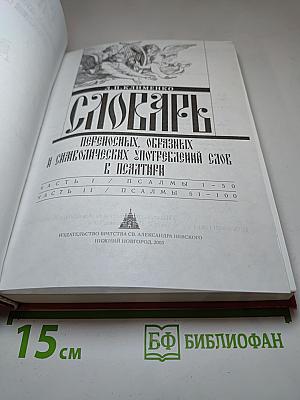 Л.П. КЛИМЕНКО
СЛОВАРЬ
ПЕРЕНОСНЫХ, ОБРАЗНЫХ
И СИМВОЛИЧЕСКИХ УПОТРЕБЛЕНИЙ СЛОВ
В ПСАЛТИРИ
ЧАСТЬ I / ПСАЛМЫ 1–50
ЧАСТЬ II / ПСАЛМЫ 51–100
ИЗДАТЕЛЬСТВО БРАТСТВА СВ. АЛЕКСАНДРА НЕВСКОГО
НИЖНИЙ НОВГОРОД, 2003
15 СМ
БФ БИБЛИОФАН